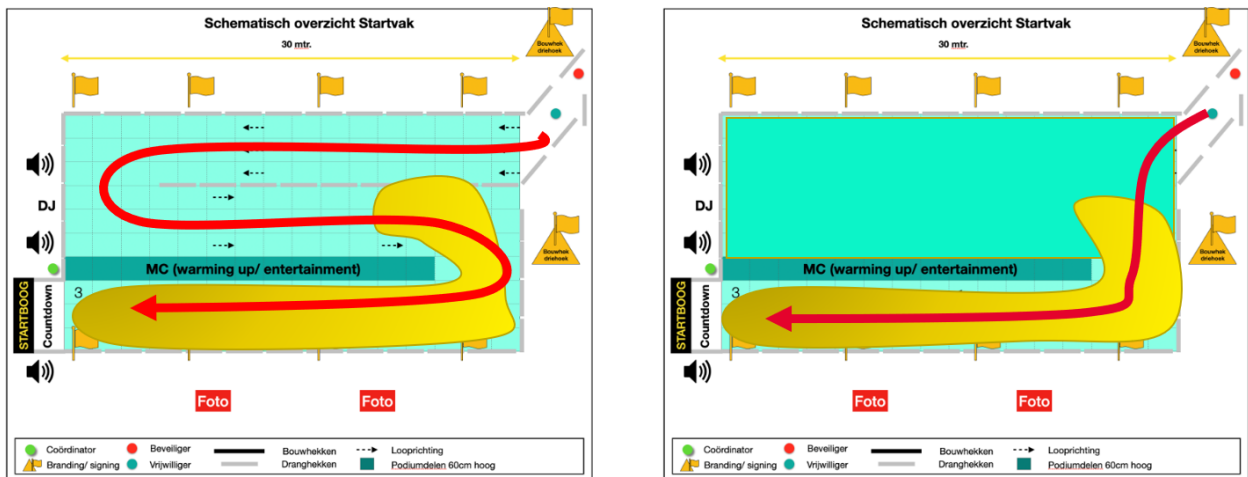 Schematisch overzicht Startvak
30 mtr.
Bouwhek
driehoek
DJ
Bouwhek
driehoek
MC (warming up/ entertainment)
3
STARTBOOG
Countdown
Foto
Foto
Coördinator
Beveiliger
Bouwhekken
Looprichting
Branding/ signing
Vrijwilliger
Dranghekken
Podiumdelen 60cm hoog
Schematisch overzicht Startvak
30 mtr.
Bouwhek
driehoek
DJ
Bouwhek
driehoek
MC (warming up/ entertainment)
3
STARTBOOG
Countdown
Foto
Foto
Coördinator
Beveiliger
Bouwhekken
Looprichting
Branding/ signing
Vrijwilliger
Dranghekken
Podiumdelen 60cm hoog